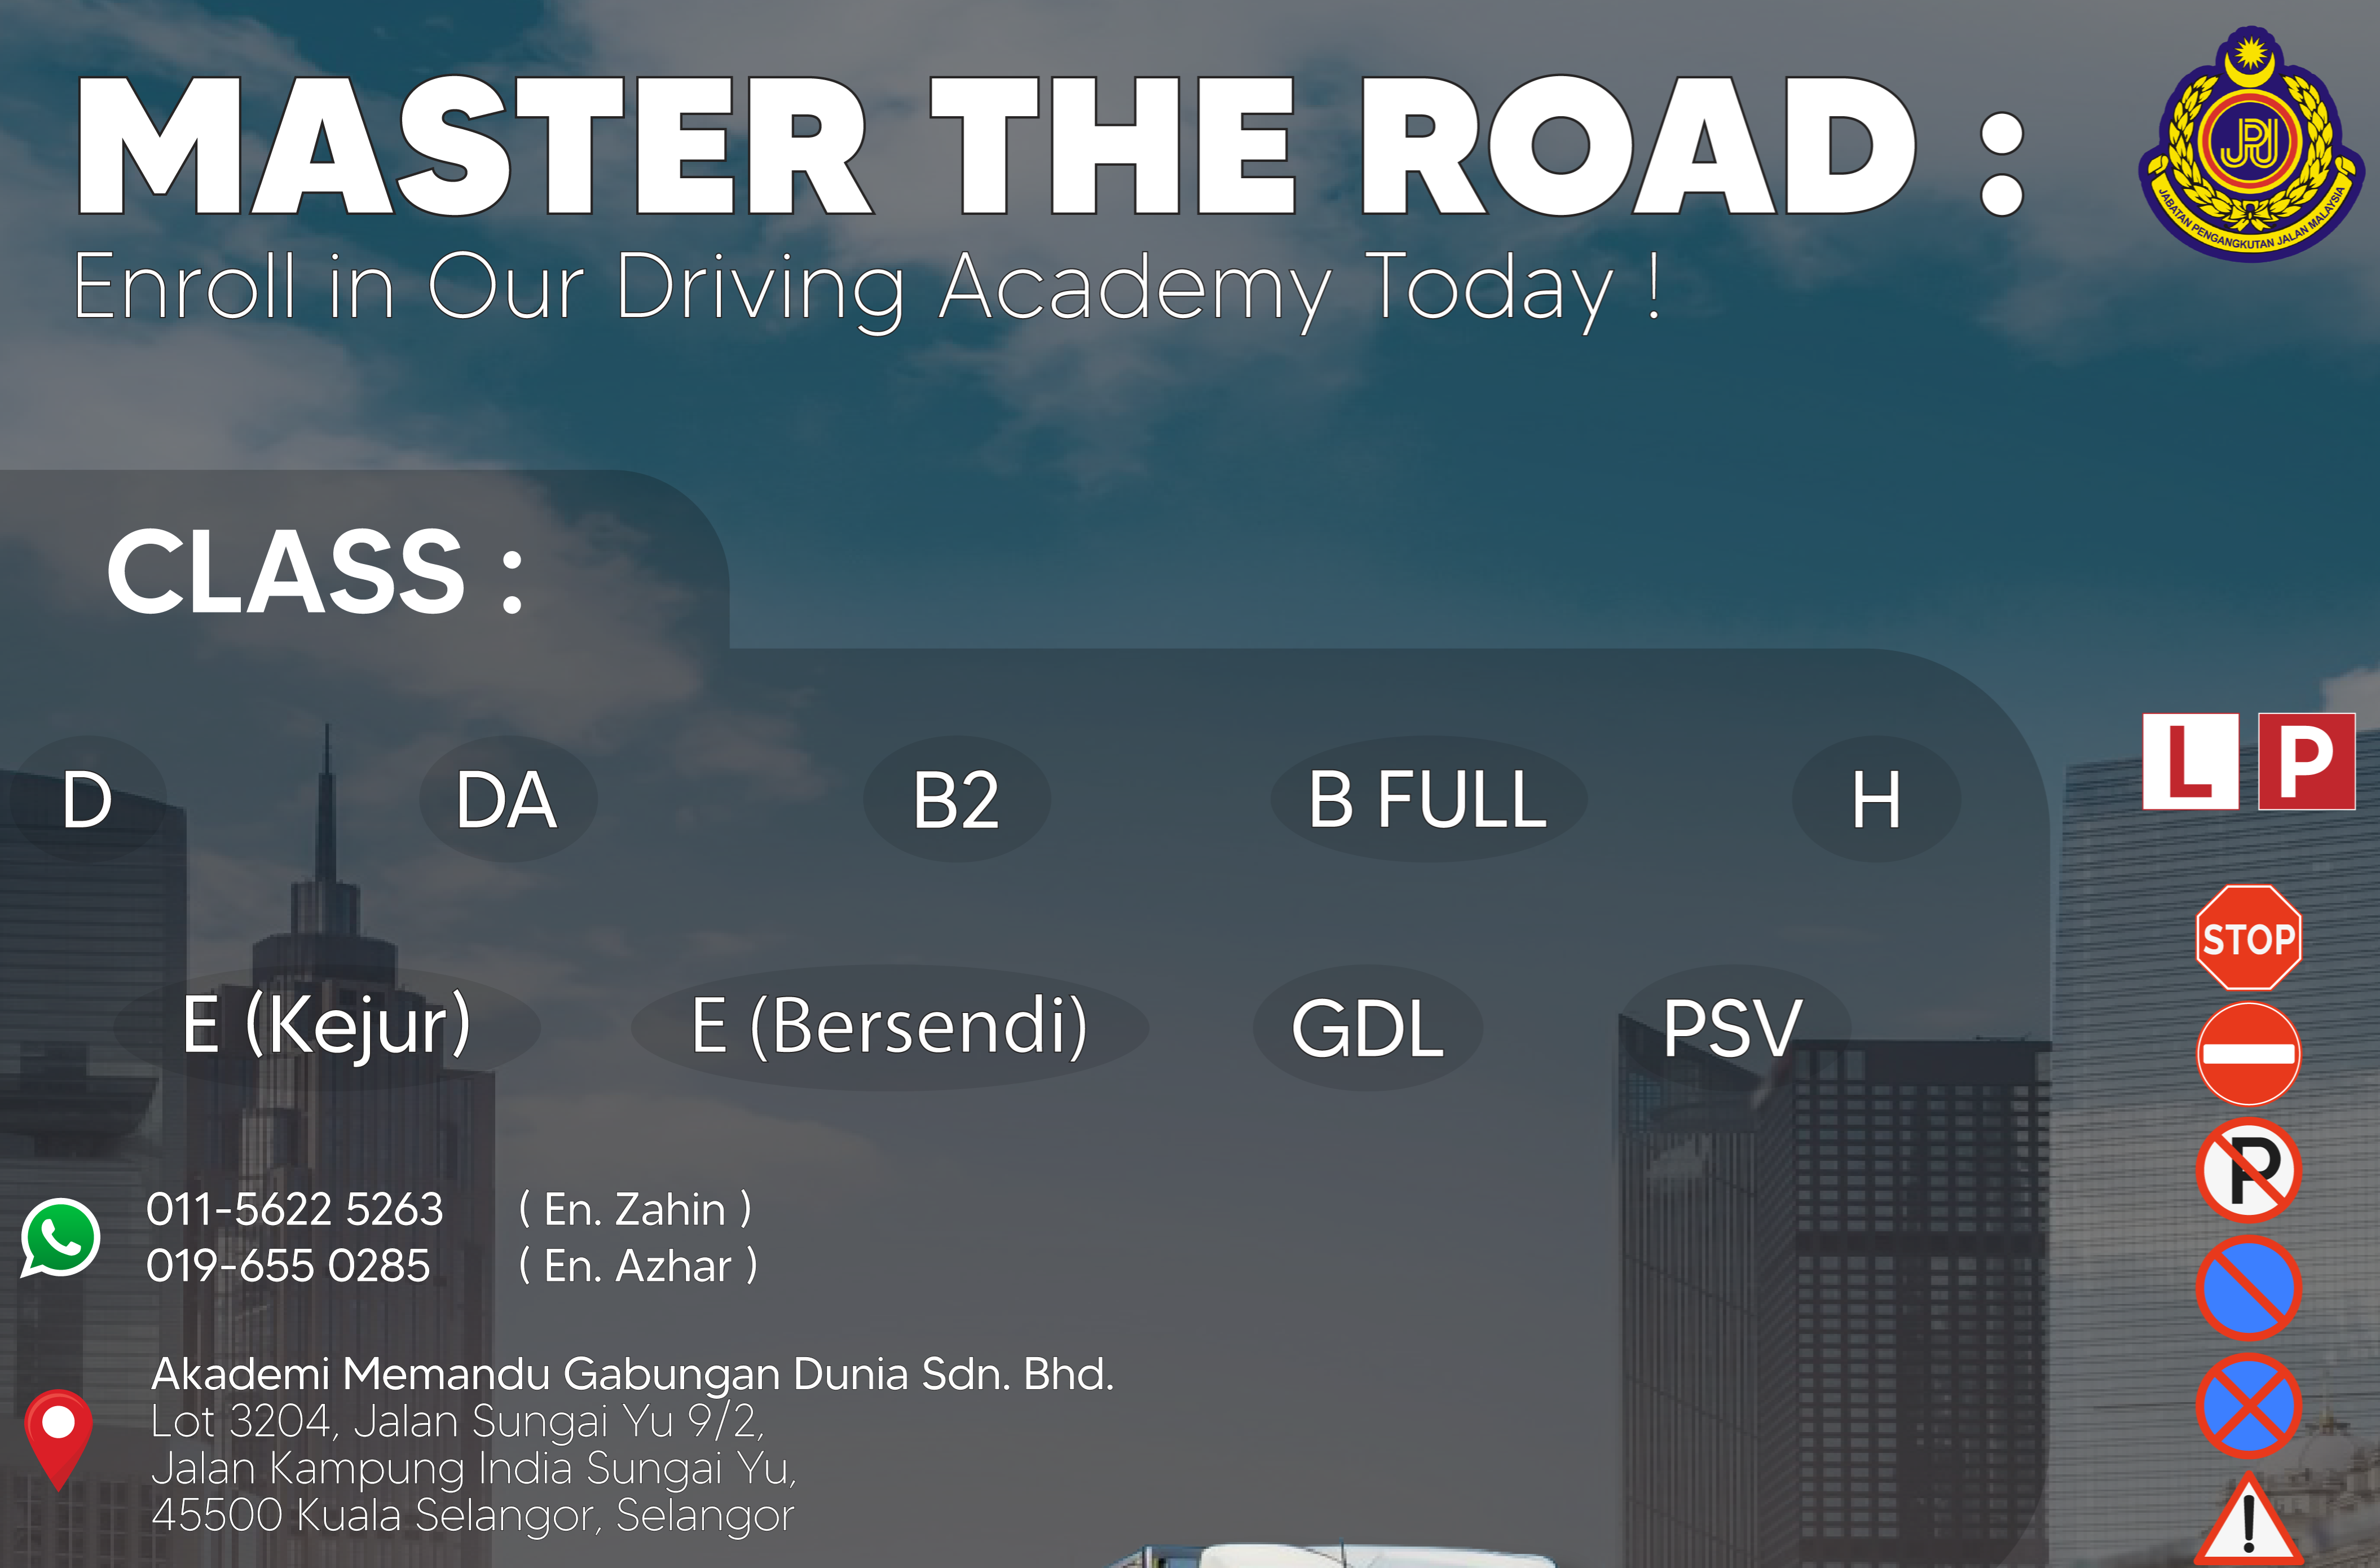 MASTER THE ROAD :
Enroll in Our Driving Academy Today !
JPJ
JABATAN PENGANGKUTAN JALAN MALAYSIA
CLASS :
D DA B2 B FULL H
L P
STOP
E (Kejur) E (Bersendi) GDL PSV
P
011-5622 5263 ( En. Zahin )
019-655 0285 ( En. Azhar )
Akademi Memandu Gabungan Dunia Sdn. Bhd.
Lot 3204, Jalan Sungai Yu 9/2,
Jalan Kampung India Sungai Yu,
45500 Kuala Selangor, Selangor
!